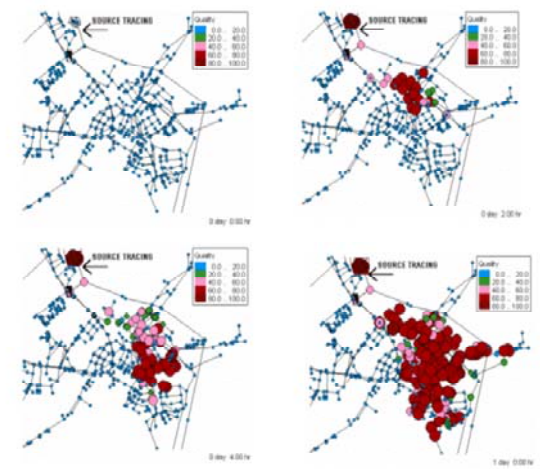 SOURCE TRACING
Quality
0.0 .. 20.0
20.0 .. 40.0
40.0 .. 60.0
60.0 .. 80.0
80.0 .. 100.0
0 day 0:00 hr
SOURCE TRACING
Quality
0.0 .. 20.0
20.0 .. 40.0
40.0 .. 60.0
60.0 .. 80.0
80.0 .. 100.0
0 day 2:00 hr
SOURCE TRACING
Quality
0.0 .. 20.0
20.0 .. 40.0
40.0 .. 60.0
60.0 .. 80.0
80.0 .. 100.0
0 day 4:00 hr
SOURCE TRACING
Quality
0.0 .. 20.0
20.0 .. 40.0
40.0 .. 60.0
60.0 .. 80.0
80.0 .. 100.0
1 day 0:00 hr